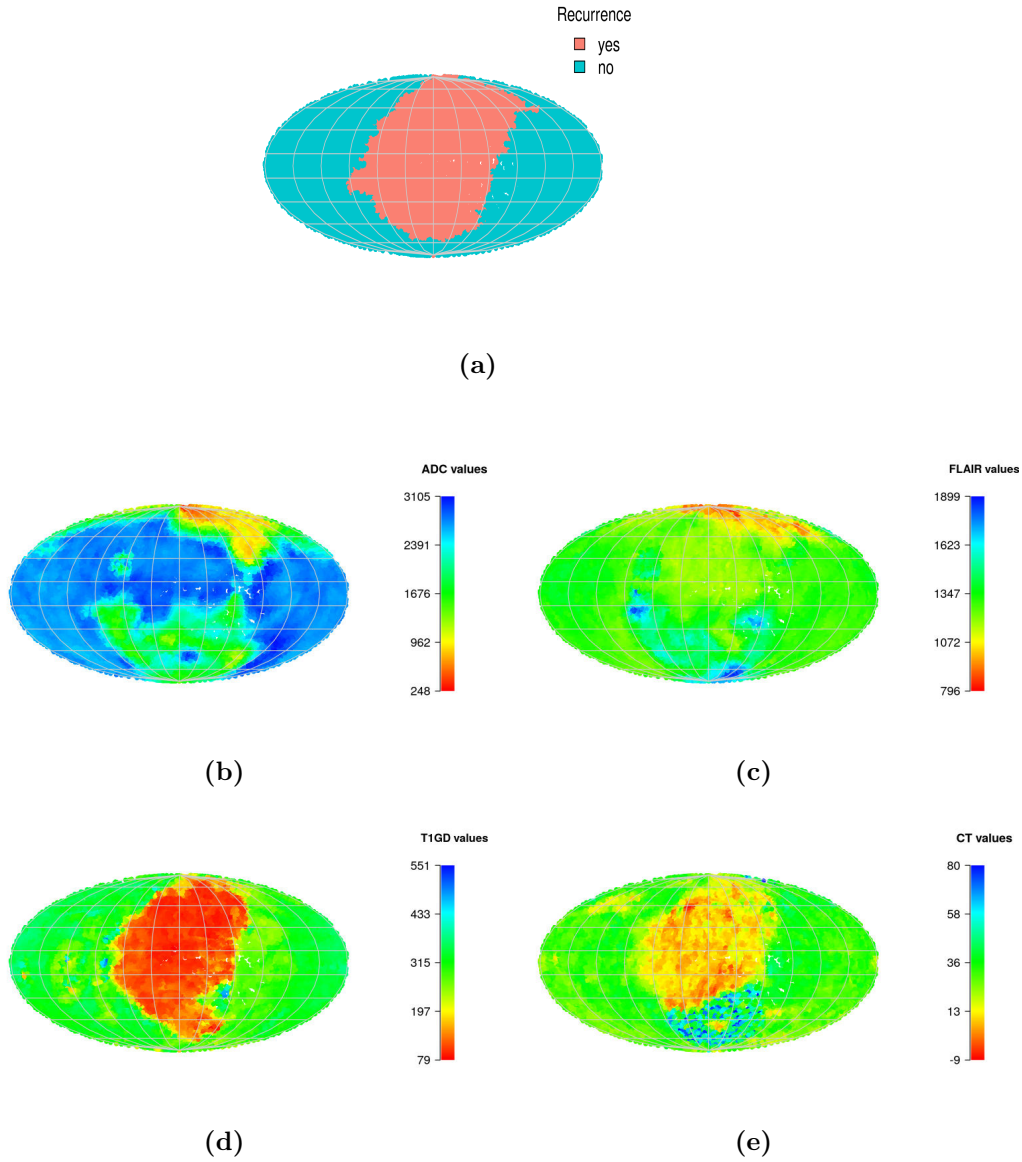 Recurrence
yes
no
(a)
ADC values
3105
2391
1676
962
248
(b)
FLAIR values
1899
1623
1347
1072
796
(c)
T1GD values
551
433
315
197
79
(d)
CT values
80
58
36
13
-9
(e)